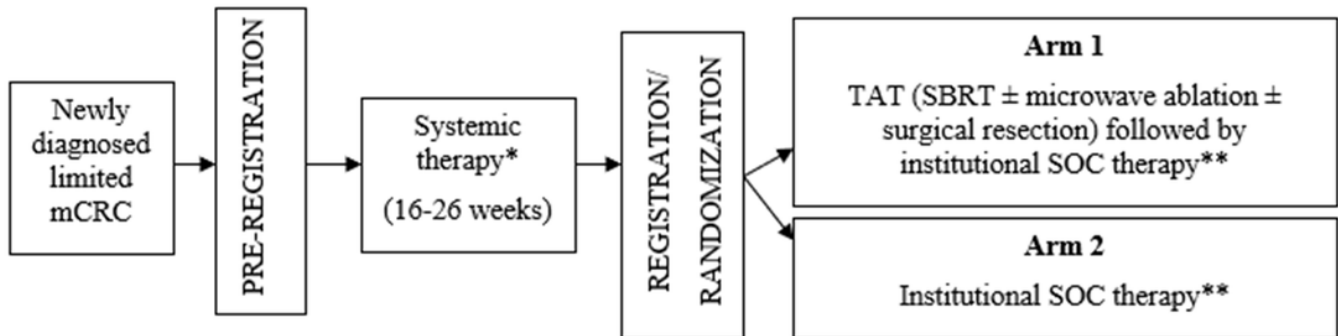 Newly
diagnosed
limited
mCRC
PRE-REGISTRATION
Systemic
therapy*
(16-26 weeks)
REGISTRATION/
RANDOMIZATION
Arm 1
TAT (SBRT ± microwave ablation ±
surgical resection) followed by
institutional SOC therapy**
Arm 2
Institutional SOC therapy**